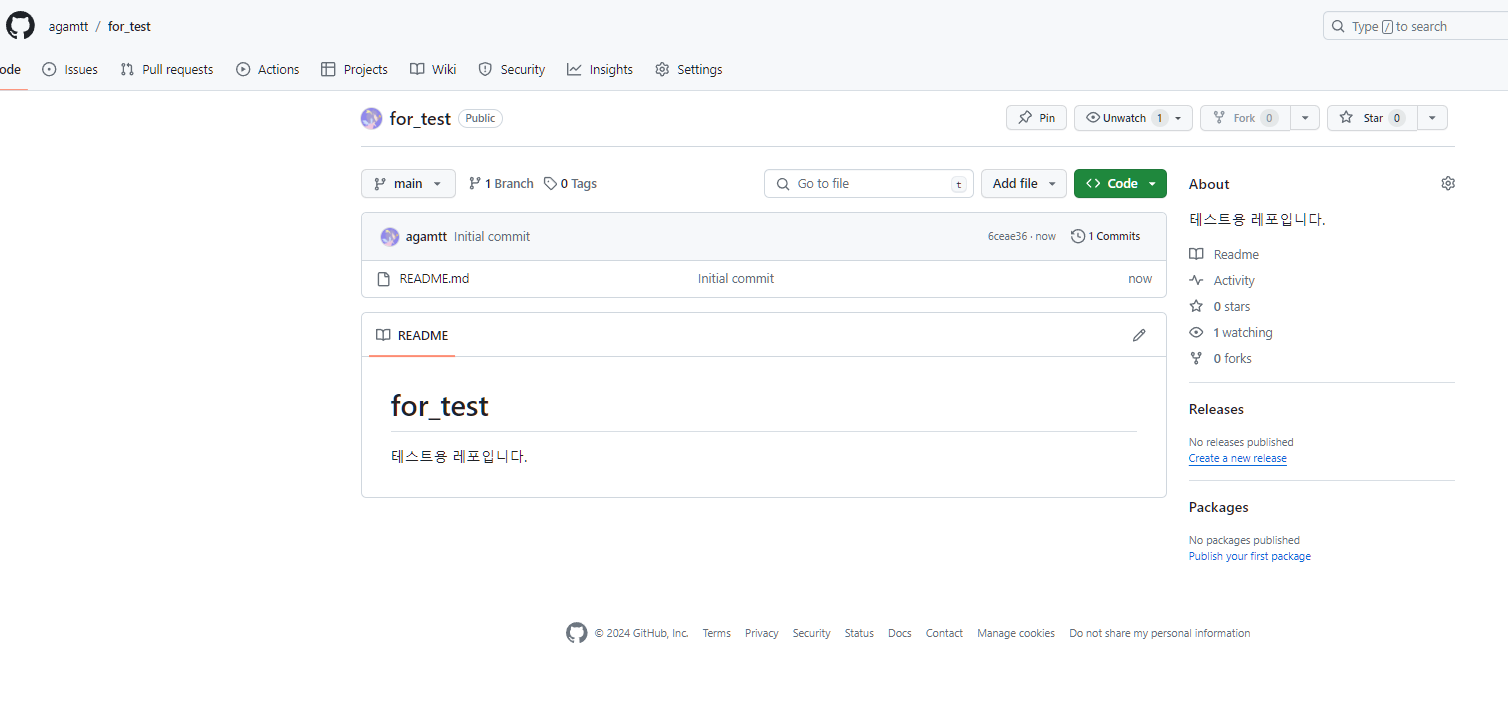 agamtt / for_test
Type / to search
ode Issues Pull requests Actions Projects Wiki Security Insights Settings
for_test Public
Pin Unwatch 1 Fork 0 Star 0
main 1 Branch 0 Tags Go to file t Add file Code
agamtt Initial commit 6ceae36 · now 1 Commits
README.md Initial commit now
README
for_test
테스트용 레포입니다.
About
테스트용 레포입니다.
Readme
Activity
0 stars
1 watching
0 forks
Releases
No releases published
Create a new release
Packages
No packages published
Publish your first package
© 2024 GitHub, Inc. Terms Privacy Security Status Docs Contact Manage cookies Do not share my personal information